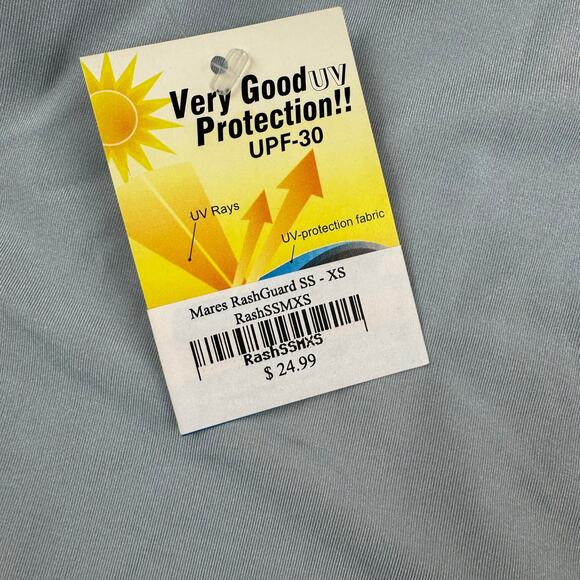 Very Good UV
Protection!!
UPF-30
UV Rays
UV-protection fabric
Mares RashGuard SS - XS
RashSSMXS
RashSSMXS
$ 24.99